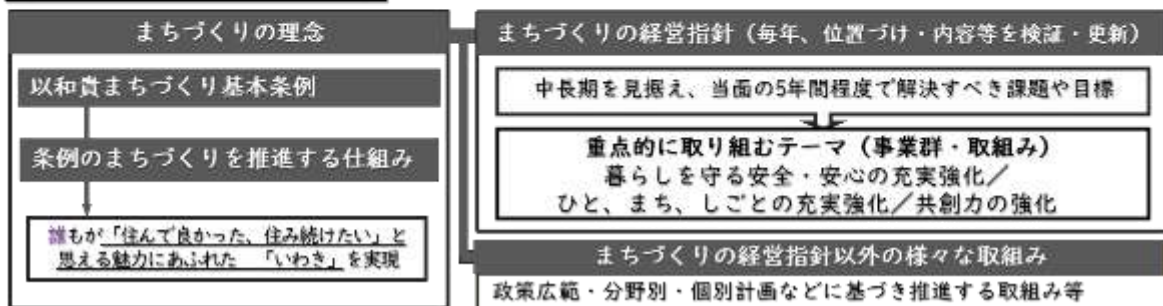 まちづくりの理念
以和貴まちづくり基本条例
条例のまちづくりを推進する仕組み
誰もが「住んで良かった、住み続けたい」と
思える魅力にあふれた 「いわき」を実現
まちづくりの経営指針（毎年、位置づけ・内容等を検証・更新）
中長期を見据え、当面の5年間程度で解決すべき課題や目標
重点的に取り組むテーマ（事業群・取組み）
暮らしを守る安全・安心の充実強化／
ひと、まち、しごとの充実強化／共創力の強化
まちづくりの経営指針以外の様々な取組み
政策広範・分野別・個別計画などに基づき推進する取組み等